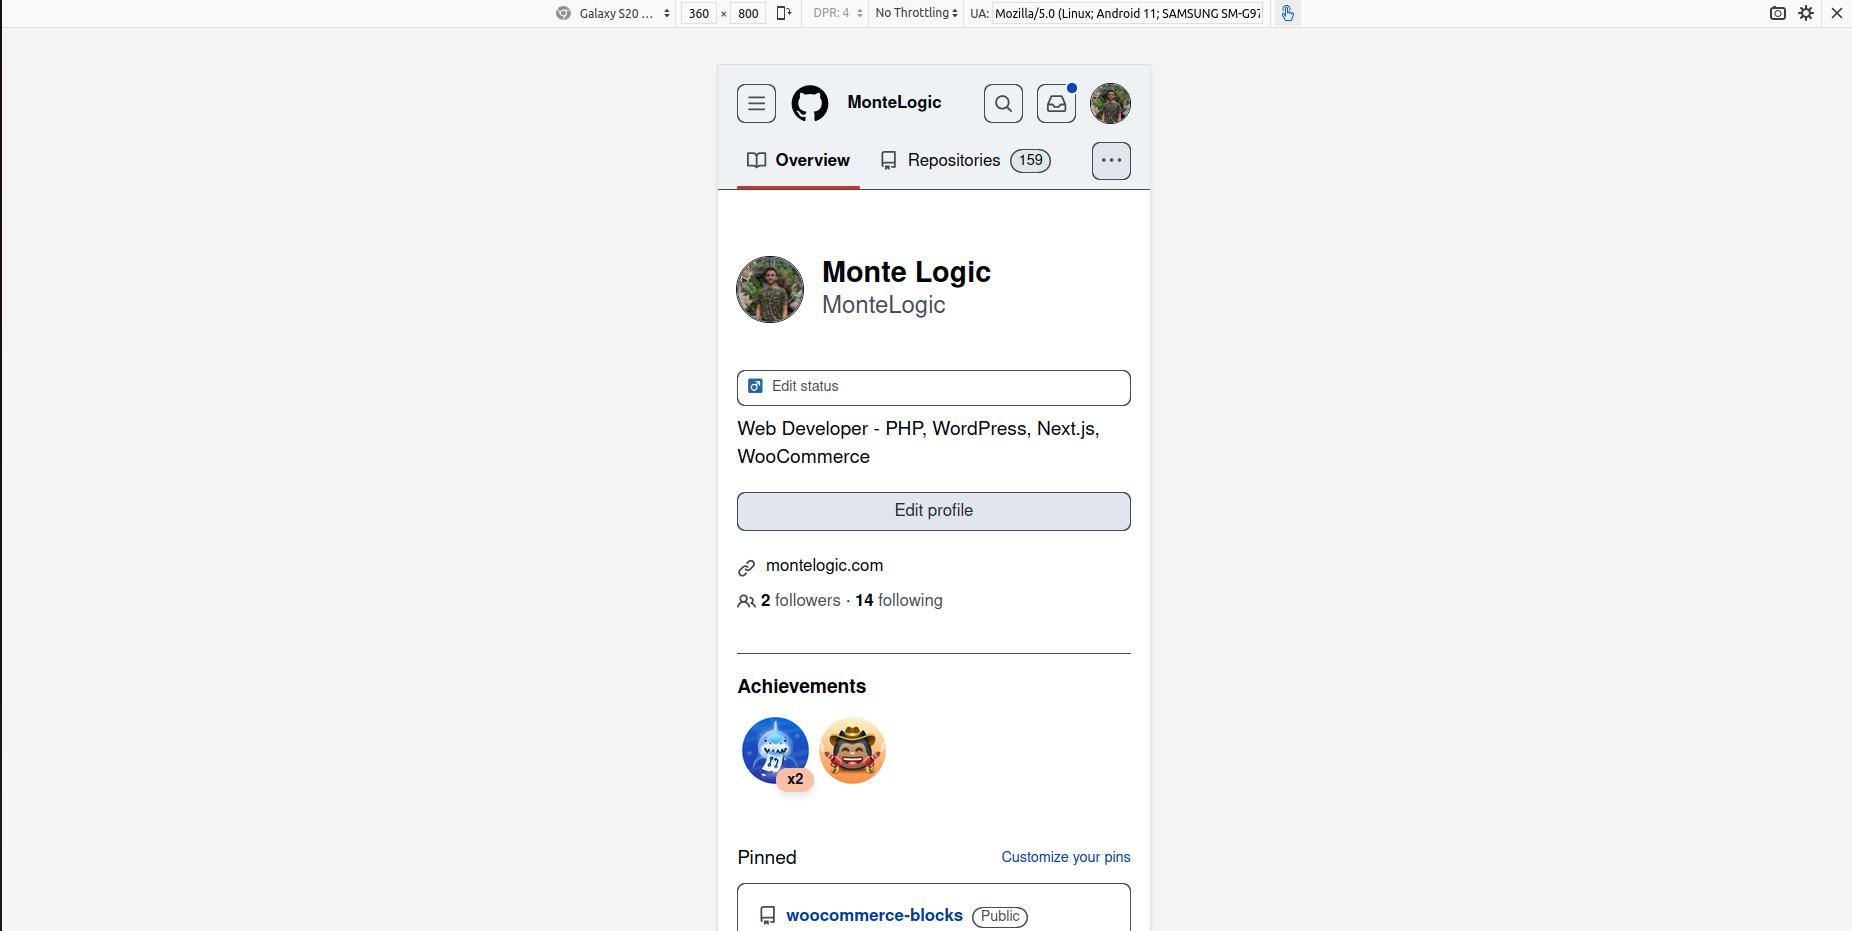 Galaxy S20 ... 360 × 800 DPR: 4 No Throttling UA: Mozilla/5.0 (Linux; Android 11; SAMSUNG SM-G97
MonteLogic
Overview Repositories 159 ...
Monte Logic
MonteLogic
Edit status
Web Developer - PHP, WordPress, Next.js,
WooCommerce
Edit profile
montelogic.com
2 followers · 14 following
Achievements
x2
Pinned Customize your pins
woocommerce-blocks Public